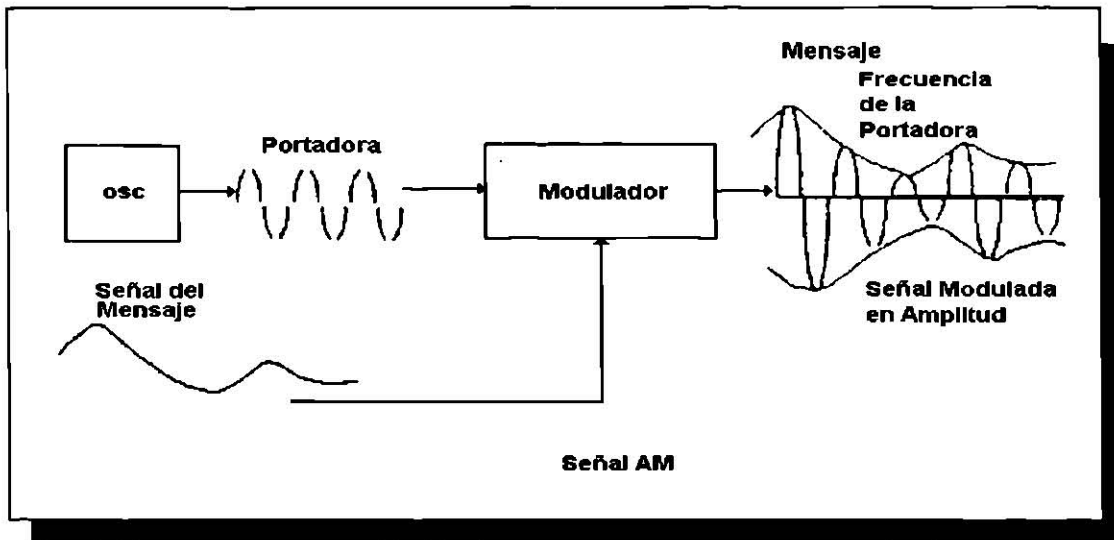 Mensaje
Frecuencia
de la
Portadora
Portadora
osc
Modulador
Señal del
Mensaje
Señal Modulada
en Amplitud
Señal AM